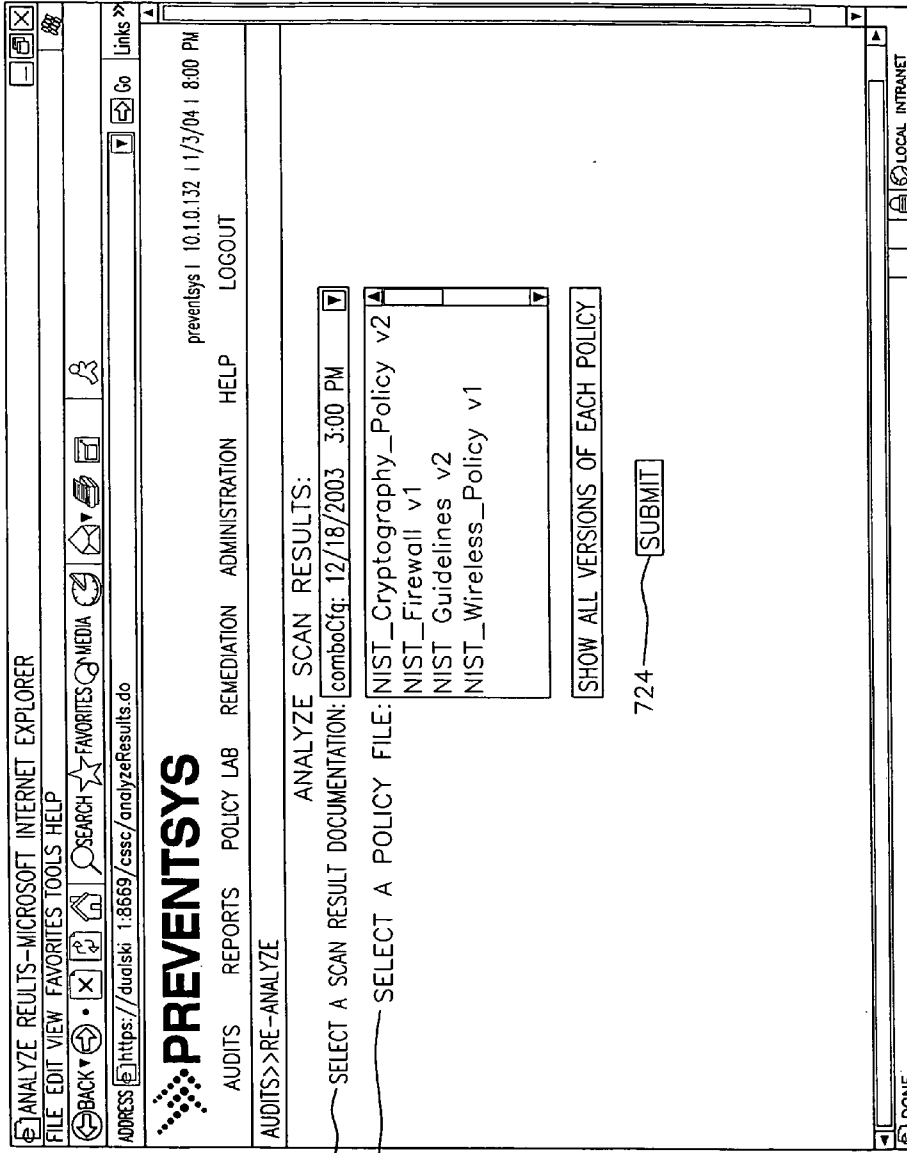 ANALYZE REULTS-MICROSOFT INTERNET EXPLORER
FILE EDIT VIEW FAVORITES TOOLS HELP
BACK SEARCH FAVORITES MEDIA
ADDRESS https://dualski 1:8669/cssc/analyzeResults.do Go Links »
PREVENTSYS
preventsys | 10.1.0.132 | 1/3/04 | 8:00 PM
AUDITS REPORTS POLICY LAB REMEDIATION ADMINISTRATION HELP LOGOUT
AUDITS>>RE-ANALYZE
ANALYZE SCAN RESULTS:
SELECT A SCAN RESULT DOCUMENTATION: comboCfg: 12/18/2003 3:00 PM
SELECT A POLICY FILE: NIST_Cryptography_Policy v2
NIST_Firewall v1
NIST Guidelines v2
NIST_Wireless_Policy v1
SHOW ALL VERSIONS OF EACH POLICY
724 SUBMIT
DONE LOCAL INTRANET